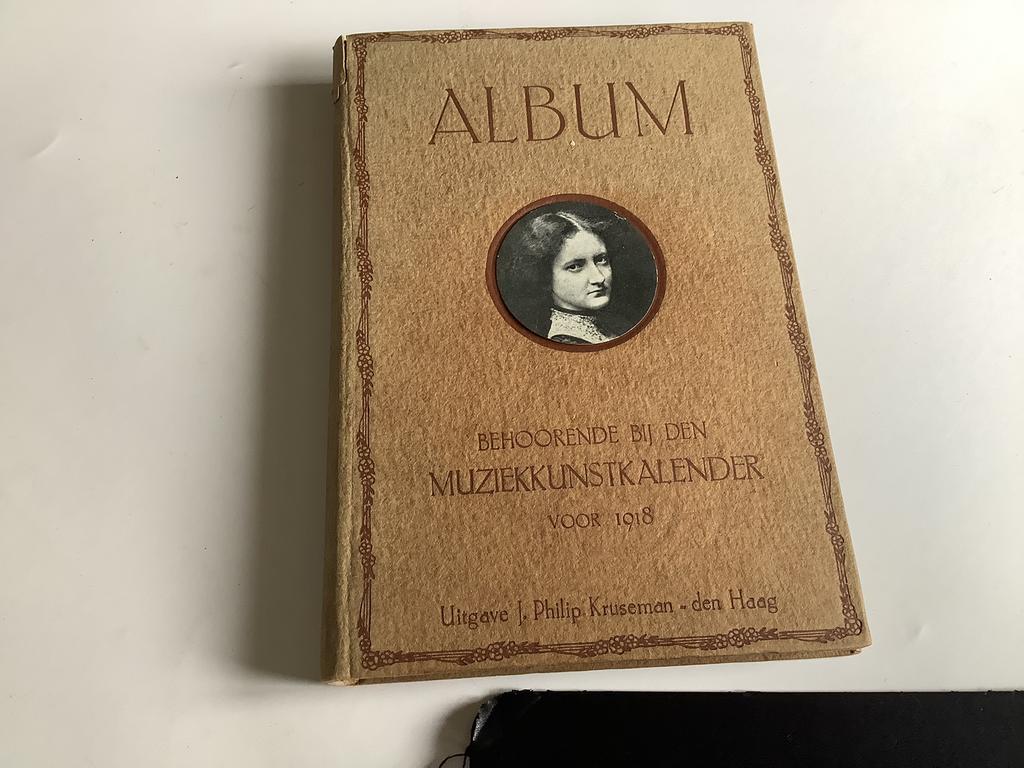 ALBUM
BEHOORENDE BIJ DEN
MUZIEKKUNSTKALENDER
VOOR 1918
Uitgave J. Philip Kruseman - den Haag